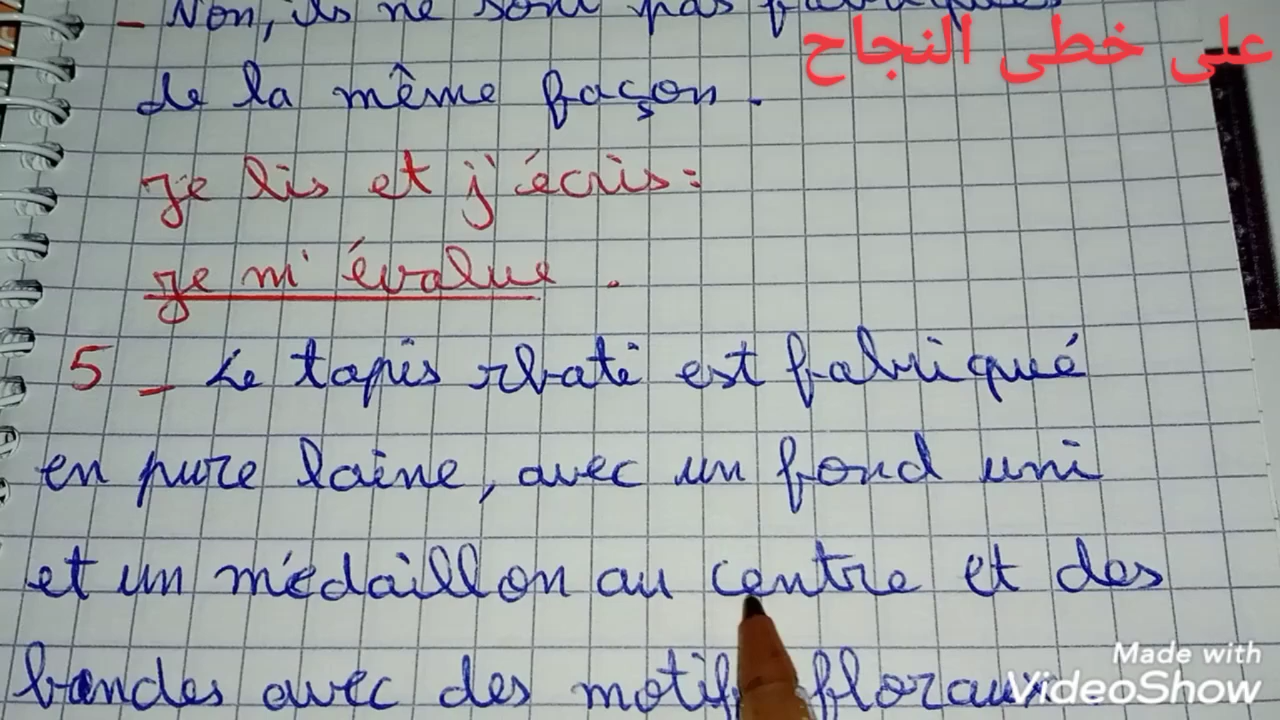 - Non, ils ne sont pas fabriquées
على خطى النجاح
de la même façon.
je lis et j'écris:
je m'évalue.
5 - Le tapis rbati est fabriqué
en pure laine, avec un fond uni
et un médaillon au centre et des
bandes avec des motifs floraux
Made with
VideoShow